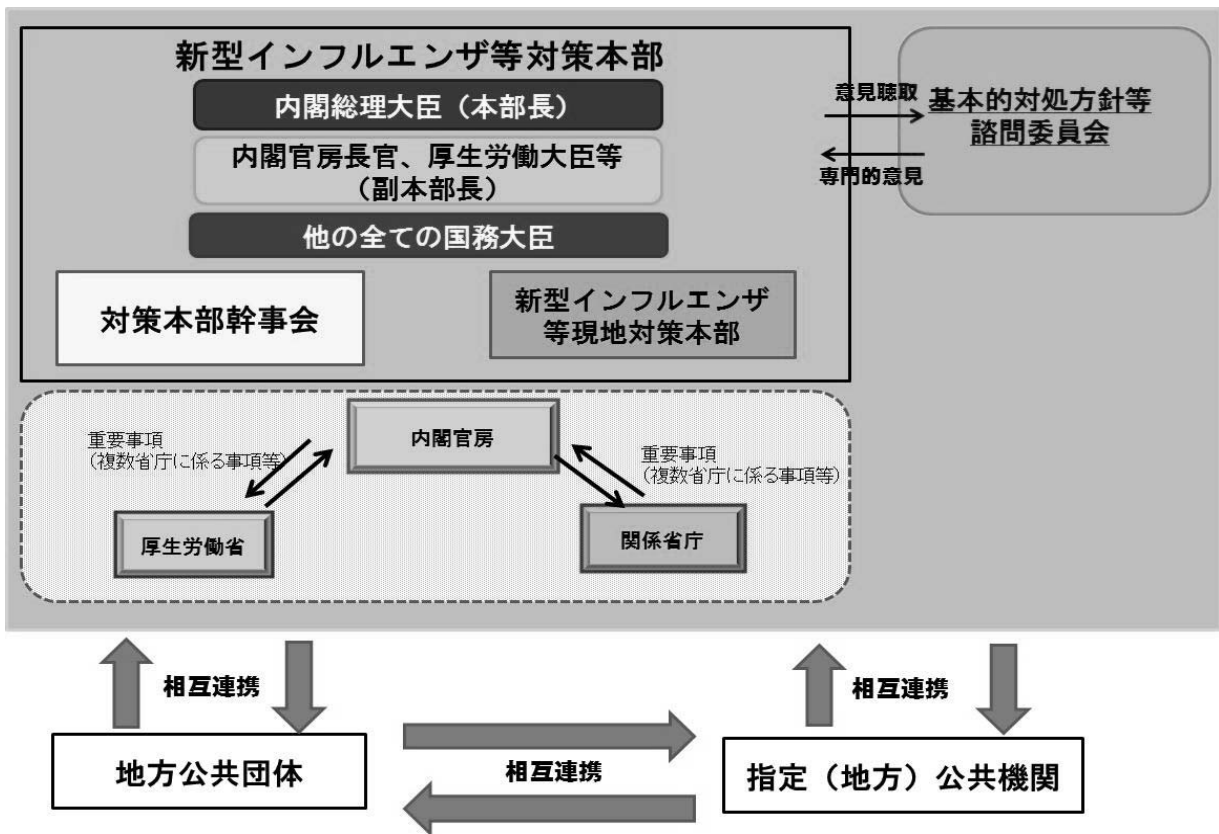 新型インフルエンザ等対策本部
内閣総理大臣（本部長）
内閣官房長官、厚生労働大臣等
（副本部長）
他の全ての国務大臣
対策本部幹事会
新型インフルエンザ
等現地対策本部
意見聴取
専門的意見
基本的対処方針等
諮問委員会
内閣官房
重要事項
（複数省庁に係る事項等）
重要事項
（複数省庁に係る事項等）
厚生労働省
関係省庁
相互連携
相互連携
地方公共団体
相互連携
指定（地方）公共機関